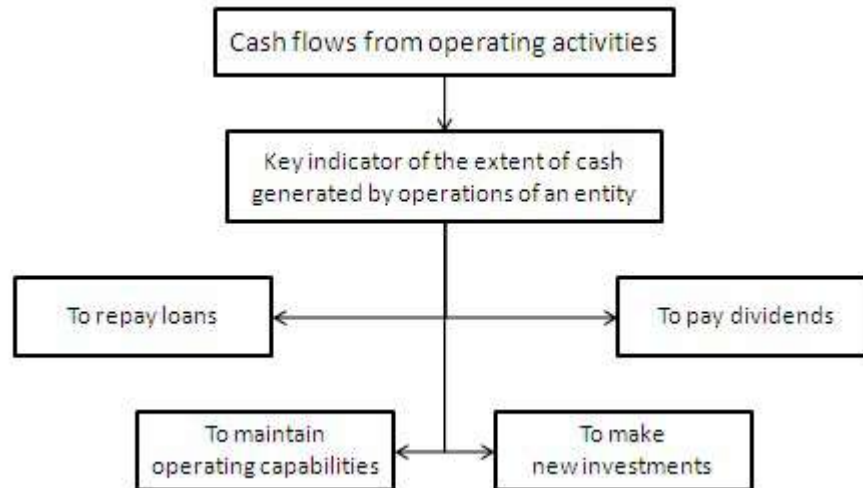 Cash flows from operating activities
Key indicator of the extent of cash
generated by operations of an entity
To repay loans
To pay dividends
To maintain
operating capabilities
To make
new investments